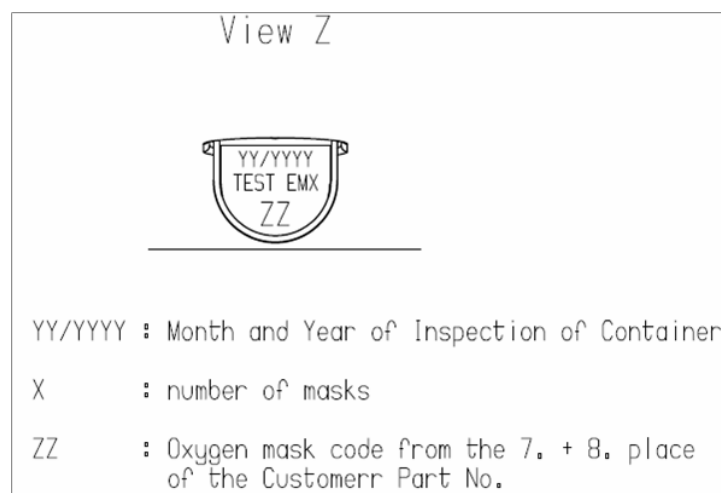 View Z
YY/YYYY
TEST EMX
ZZ
YY/YYYY : Month and Year of Inspection of Container
X : number of masks
ZZ : Oxygen mask code from the 7. + 8. place
of the Customerr Part No.